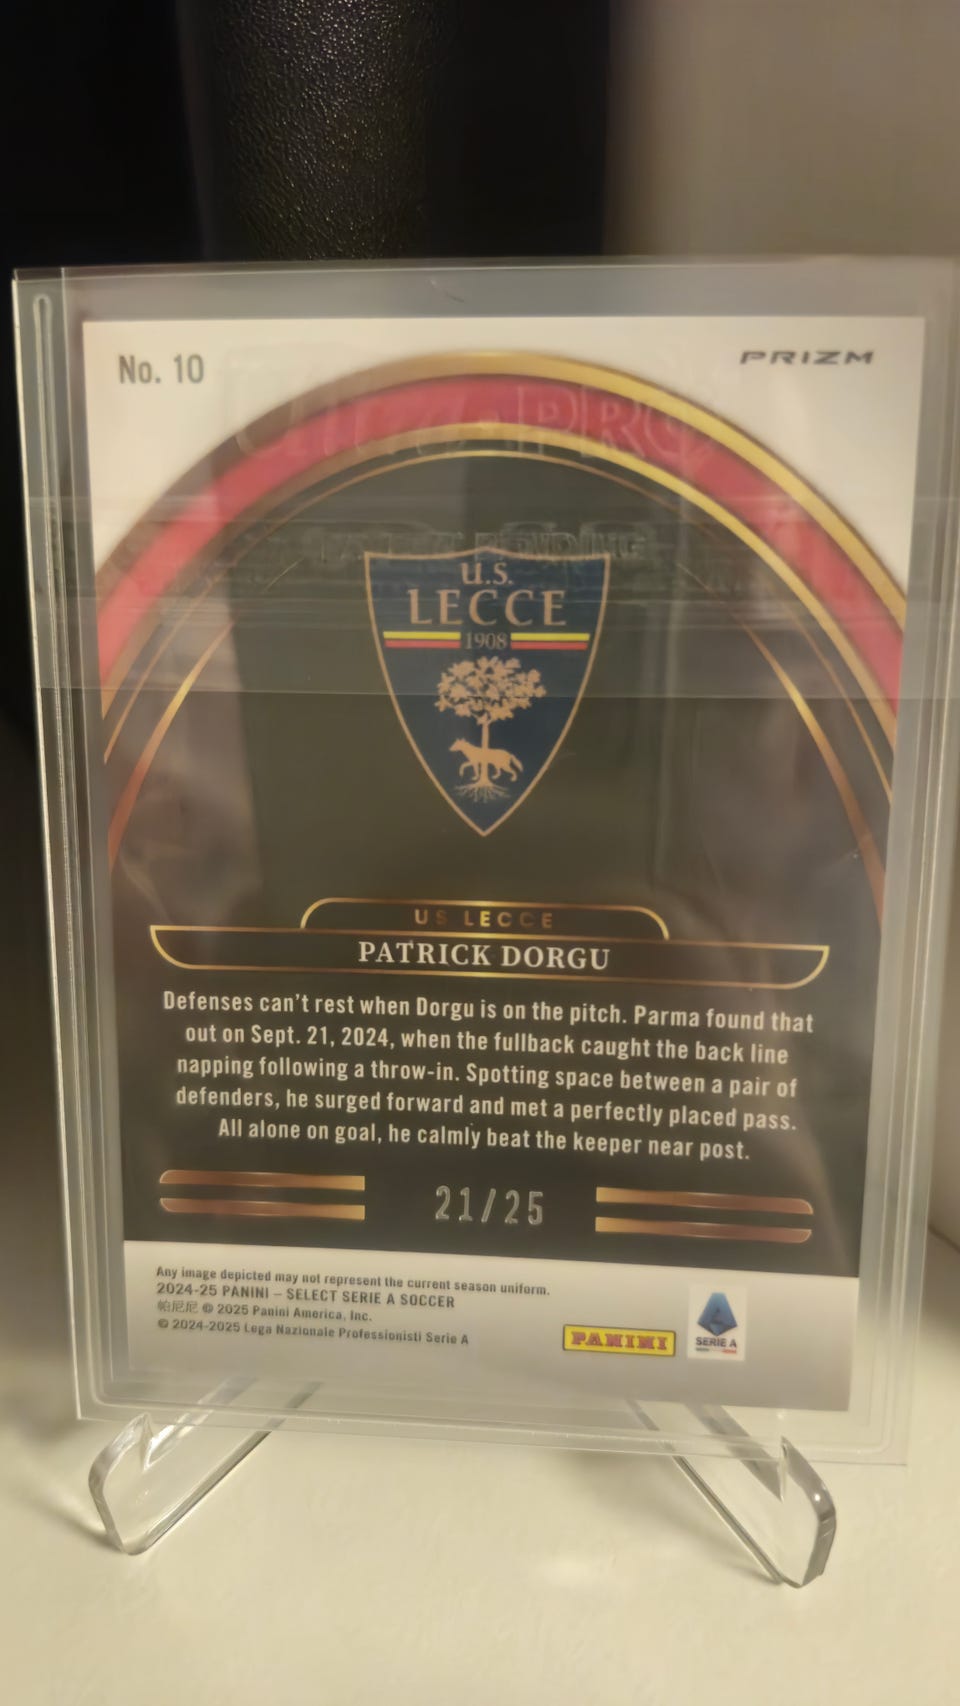 No. 10
PRIZM
ULTRA•PRO
PATENT PENDING
U.S.
LECCE
1908
US LECCE
PATRICK DORGU
Defenses can't rest when Dorgu is on the pitch. Parma found that
out on Sept. 21, 2024, when the fullback caught the back line
napping following a throw-in. Spotting space between a pair of
defenders, he surged forward and met a perfectly placed pass.
All alone on goal, he calmly beat the keeper near post.
21/25
Any image depicted may not represent the current season uniform.
2024-25 PANINI – SELECT SERIE A SOCCER
帕尼尼 © 2025 Panini America, Inc.
© 2024-2025 Lega Nazionale Professionisti Serie A
PANINI
SERIE A